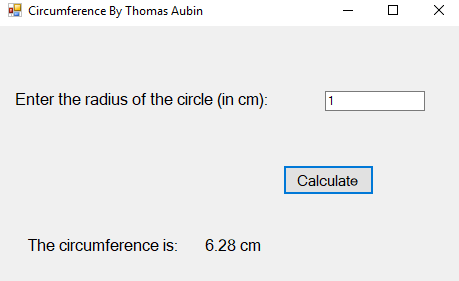 Circumference By Thomas Aubin
Enter the radius of the circle (in cm): 1
Calculate
The circumference is: 6.28 cm